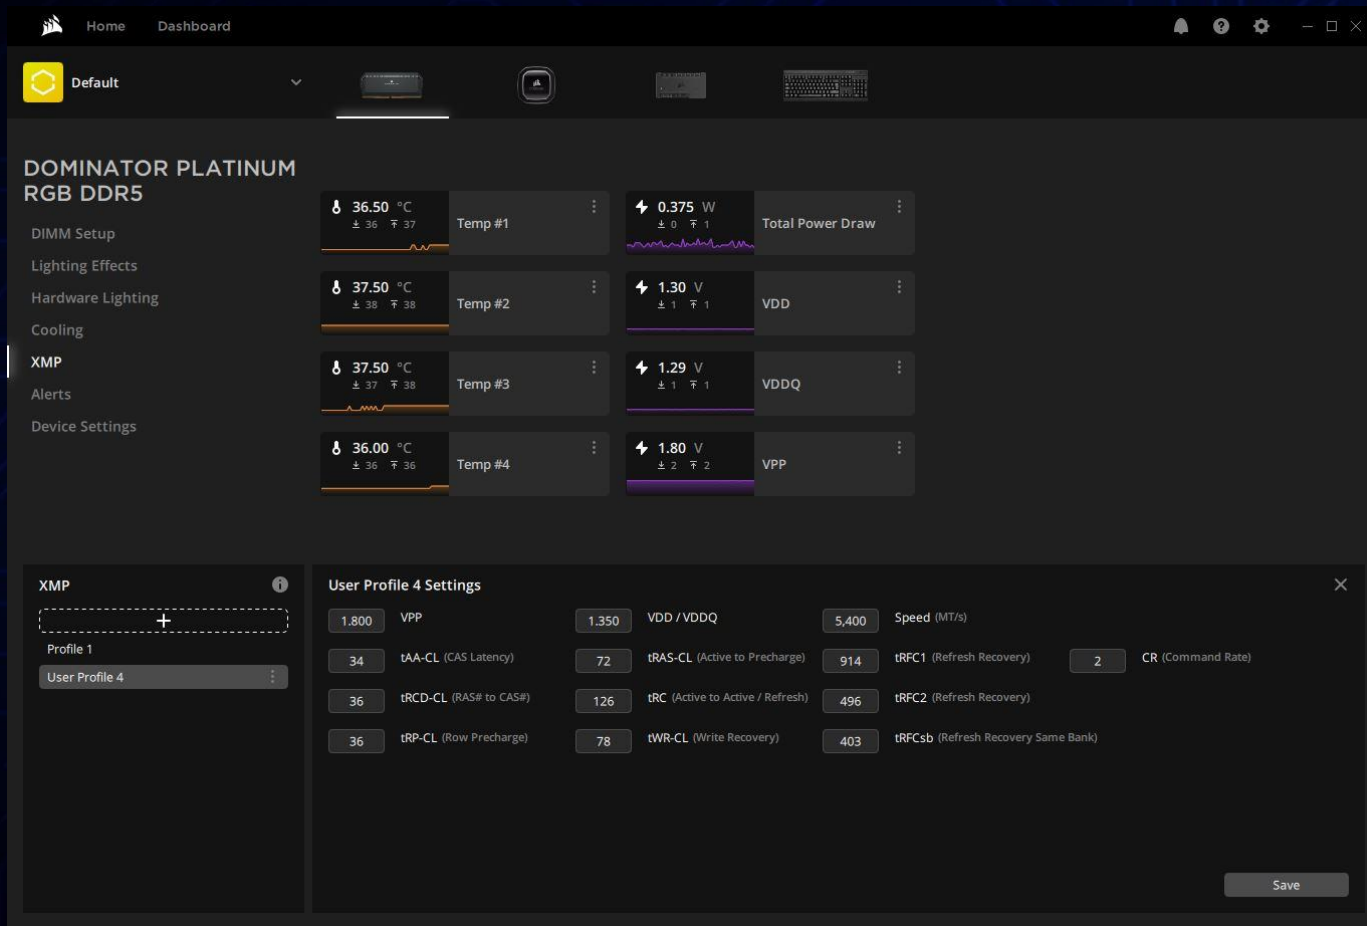 Home Dashboard
Default
DOMINATOR PLATINUM
RGB DDR5
DIMM Setup
Lighting Effects
Hardware Lighting
Cooling
XMP
Alerts
Device Settings
36.50 °C
36 37
Temp #1
0.375 W
0 1
Total Power Draw
37.50 °C
38 38
Temp #2
1.30 V
1 1
VDD
37.50 °C
37 38
Temp #3
1.29 V
1 1
VDDQ
36.00 °C
36 36
Temp #4
1.80 V
2 2
VPP
XMP
+
Profile 1
User Profile 4
User Profile 4 Settings
1.800 VPP 1.350 VDD / VDDQ 5,400 Speed (MT/s)
34 tAA-CL (CAS Latency) 72 tRAS-CL (Active to Precharge) 914 tRFC1 (Refresh Recovery) 2 CR (Command Rate)
36 tRCD-CL (RAS# to CAS#) 126 tRC (Active to Active / Refresh) 496 tRFC2 (Refresh Recovery)
36 tRP-CL (Row Precharge) 78 tWR-CL (Write Recovery) 403 tRFCsb (Refresh Recovery Same Bank)
Save